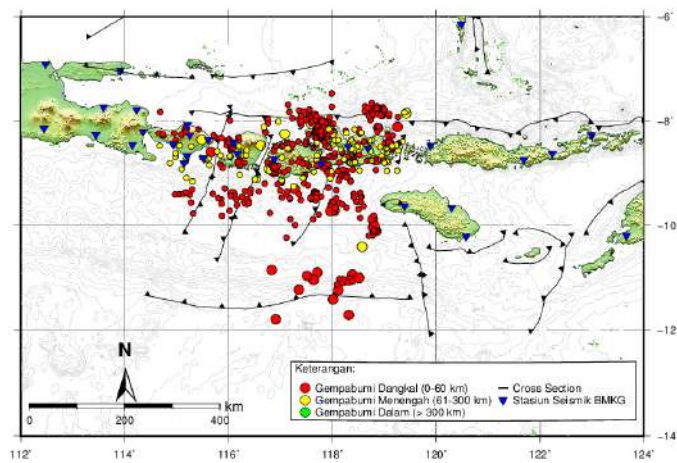 -6°
-8°
-10°
-12°
-14°
N
km
0 200 400
Keterangan:
Gempabumi Dangkal (0-60 km)
Gempabumi Menengah (61-300 km)
Gempabumi Dalam (> 300 km)
Cross Section
Stasiun Seismik BMKG
112° 114° 116° 118° 120° 122° 124°